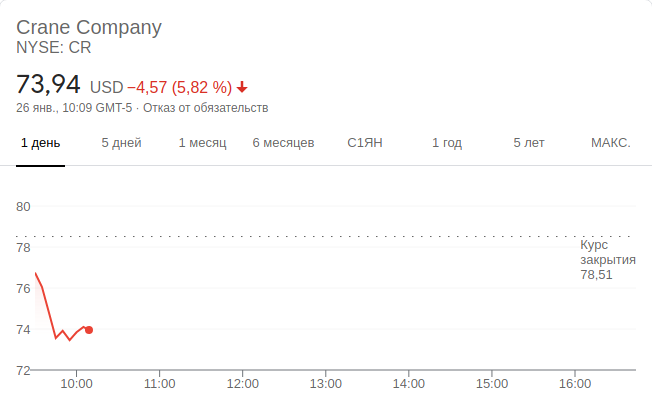 Crane Company
NYSE: CR
73,94 USD −4,57 (5,82 %)
26 янв., 10:09 GMT-5 · Отказ от обязательств
1 день 5 дней 1 месяц 6 месяцев С1ЯН 1 год 5 лет МАКС.
80
78
76
74
72
Курс
закрытия
78,51
10:00 11:00 12:00 13:00 14:00 15:00 16:00